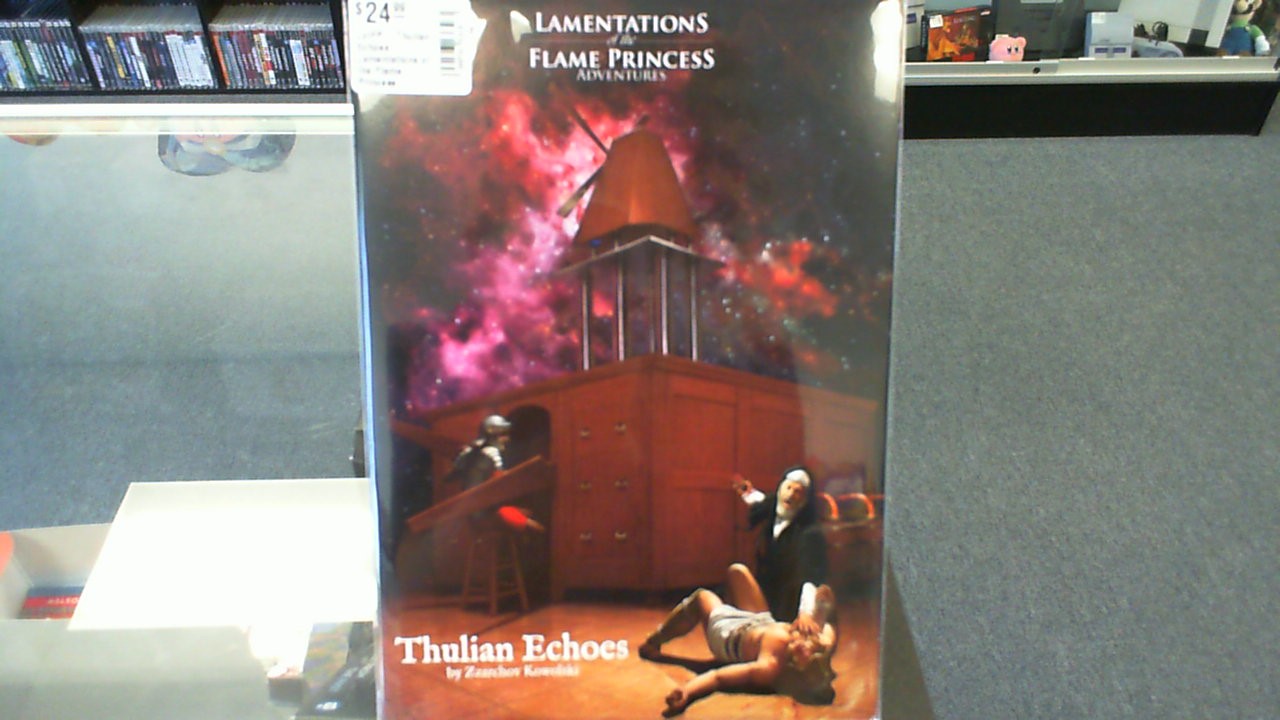 $24.99
LAMENTATIONS
of the
FLAME PRINCESS
ADVENTURES
Thulian Echoes
by Zzarchov Kowolski